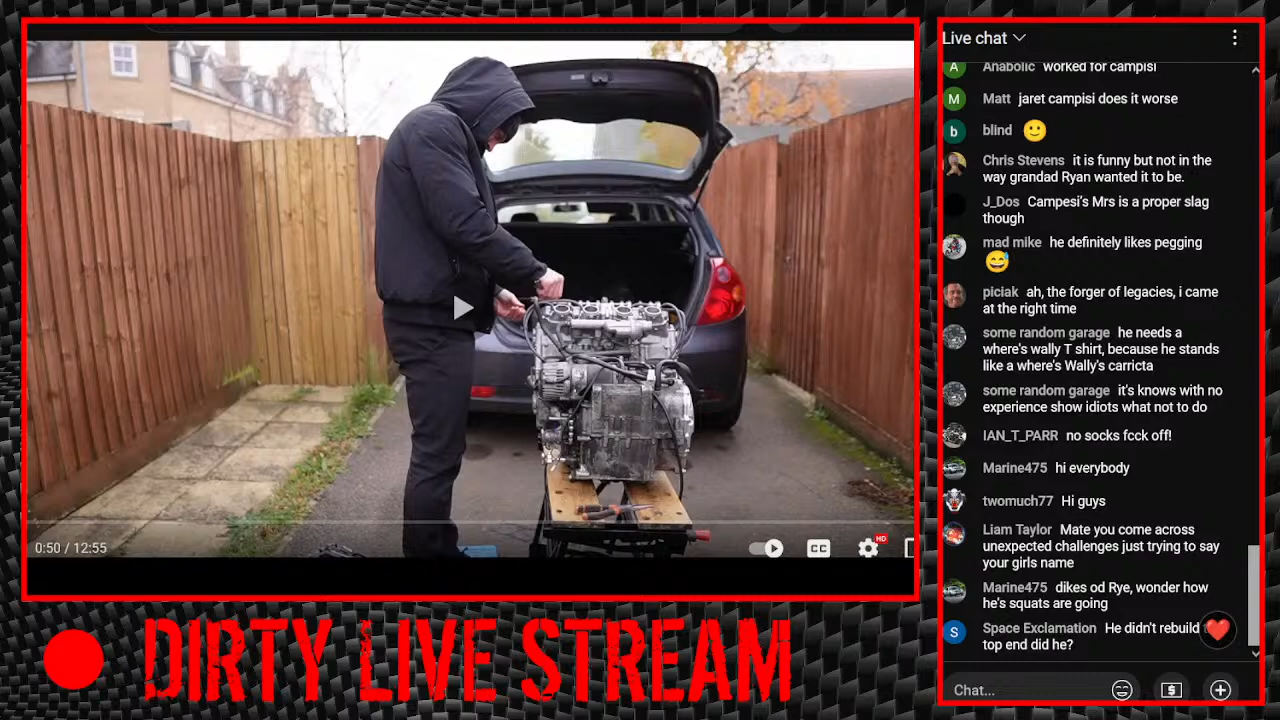 Live chat
Anabolic worked for campisi
Matt jaret campisi does it worse
blind 🙂
Chris Stevens it is funny but not in the
way grandad Ryan wanted it to be.
J_Dos Campesi's Mrs is a proper slag
though
mad mike he definitely likes pegging
😅
piciak ah, the forger of legacies, i came
at the right time
some random garage he needs a
where's wally T shirt, because he stands
like a where's Wally's carricta
some random garage it's knows with no
experience show idiots what not to do
IAN_T_PARR no socks fcck off!
Marine475 hi everybody
twomuch77 Hi guys
Liam Taylor Mate you come across
unexpected challenges just trying to say
your girls name
Marine475 dikes od Rye, wonder how
he's squats are going
Space Exclamation He didn't rebuild
top end did he?
Chat...
0:50 / 12:55
CC
HD
DIRTY LIVE STREAM
A
M
b
S
$